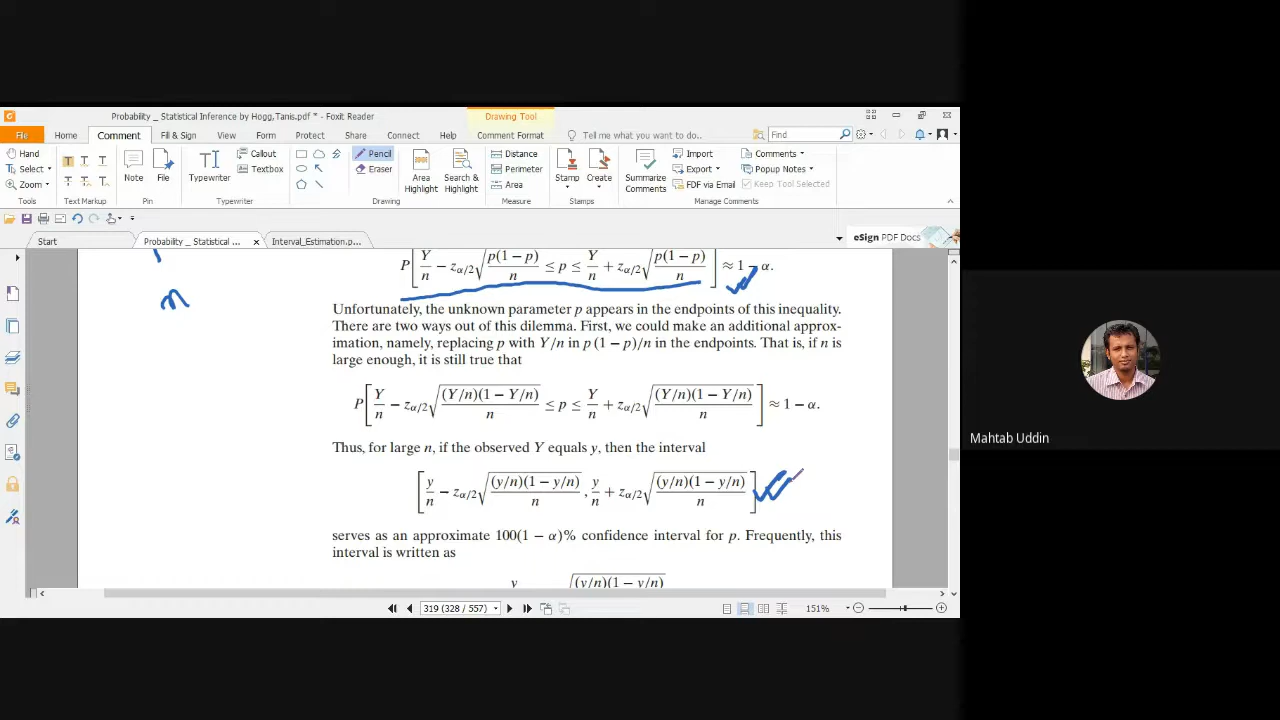 Probability _ Statistical Inference by Hogg,Tanis.pdf * - Foxit Reader
Drawing Tool
File Home Comment Fill & Sign View Form Protect Share Connect Help Comment Format Tell me what you want to do.. Find
Hand
Select
Zoom
Tools
T T T
T T T
Text Markup
Note File
Pin
Typewriter Callout
Textbox
Typewriter
Pencil
Eraser
Drawing
Area Highlight
Search & Highlight
Distance
Perimeter
Area
Measure
Stamp Create
Stamps
Summarize Comments
Import
Export
FDF via Email
Comments
Popup Notes
Keep Tool Selected
Manage Comments
Start Probability _ Statistical ... Interval_Estimation.p... eSign PDF Docs
P[Y/n − z_{α/2}√(p(1 − p)/n) ≤ p ≤ Y/n + z_{α/2}√(p(1 − p)/n)] ≈ 1 − α.
n
Unfortunately, the unknown parameter p appears in the endpoints of this inequality.
There are two ways out of this dilemma. First, we could make an additional approx-
imation, namely, replacing p with Y/n in p (1 − p)/n in the endpoints. That is, if n is
large enough, it is still true that
P[Y/n − z_{α/2}√((Y/n)(1 − Y/n)/n) ≤ p ≤ Y/n + z_{α/2}√((Y/n)(1 − Y/n)/n)] ≈ 1 − α.
Thus, for large n, if the observed Y equals y, then the interval
[y/n − z_{α/2}√((y/n)(1 − y/n)/n), y/n + z_{α/2}√((y/n)(1 − y/n)/n)]
serves as an approximate 100(1 − α)% confidence interval for p. Frequently, this
interval is written as
y √(y/n)(1 − y/n)
319 (328 / 557)
151%
Mahtab Uddin